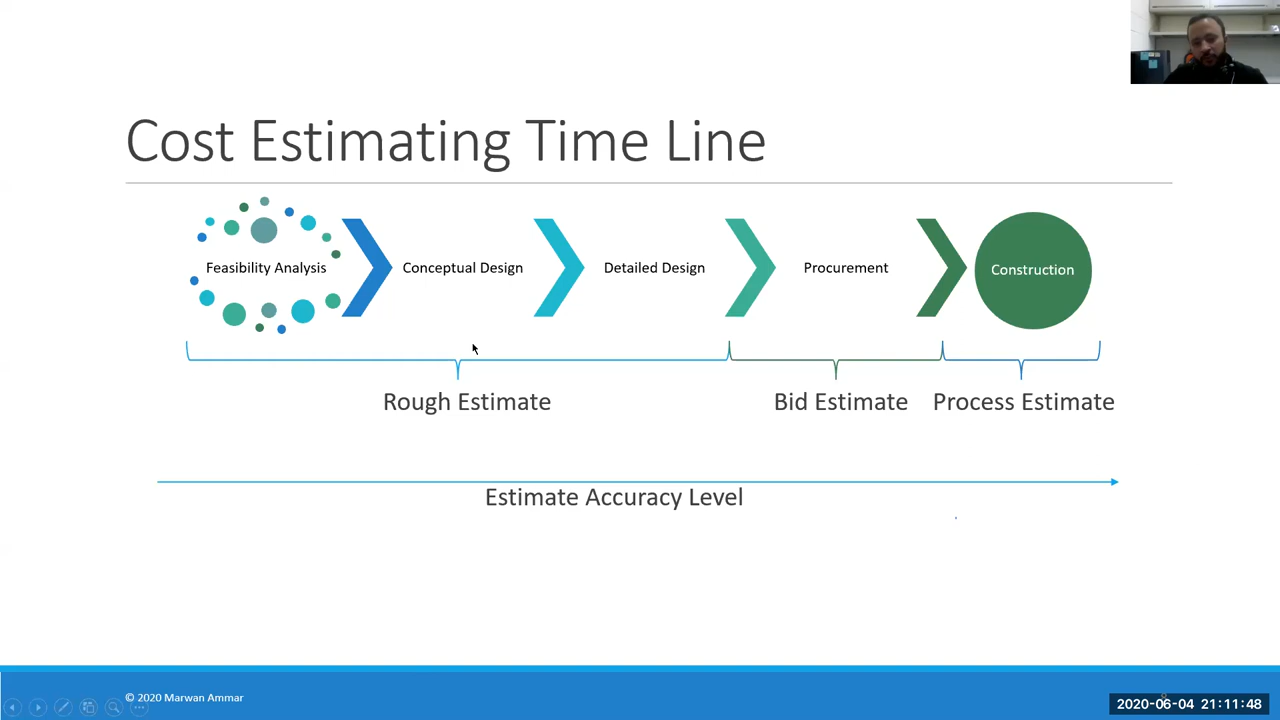 Cost Estimating Time Line
Feasibility Analysis
Conceptual Design
Detailed Design
Procurement
Construction
Rough Estimate
Bid Estimate
Process Estimate
Estimate Accuracy Level
© 2020 Marwan Ammar
2020-06-04 21:11:48